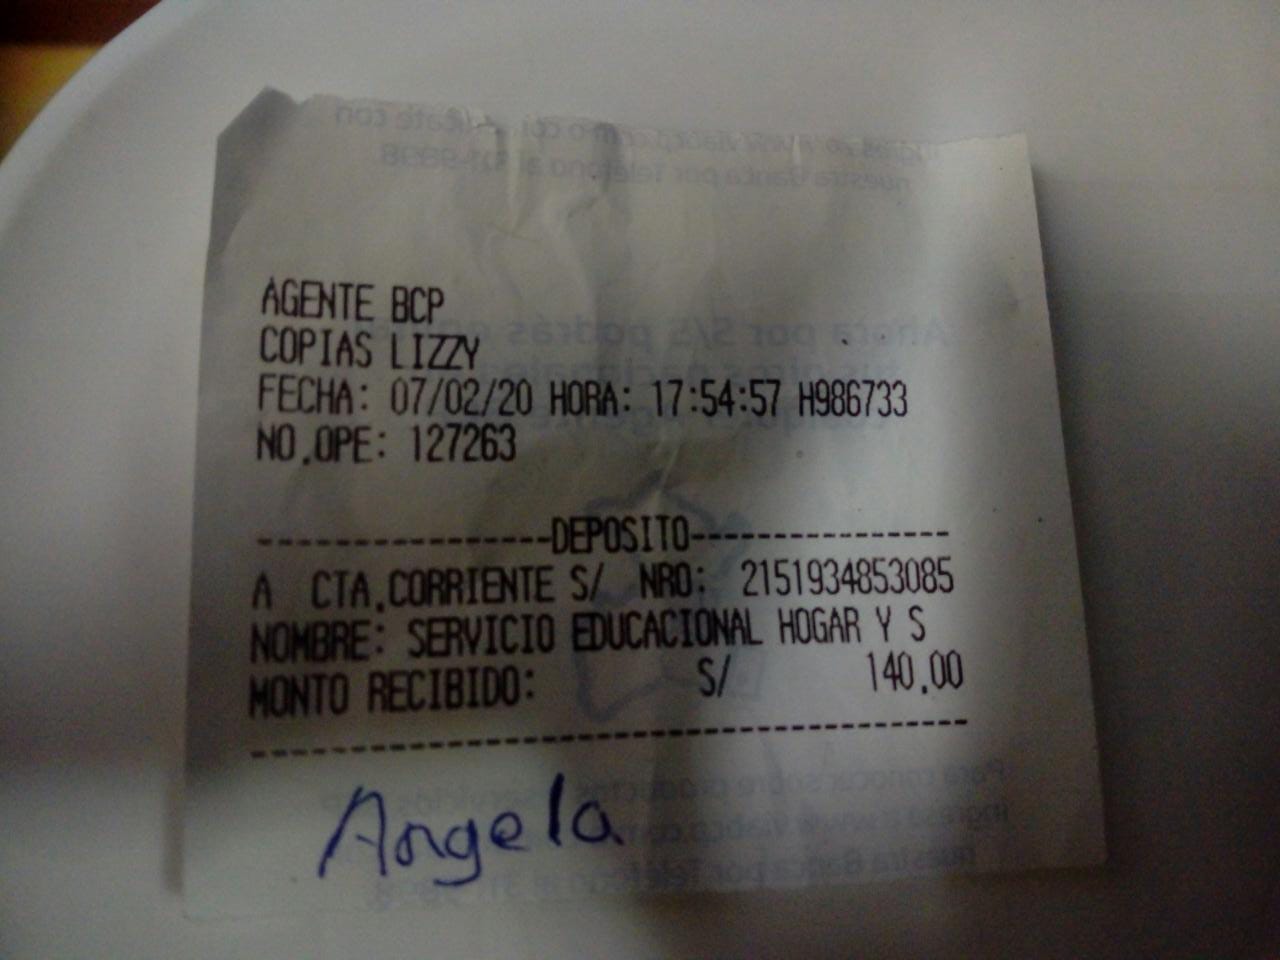 AGENTE BCP
COPIAS LIZZY
FECHA: 07/02/20 HORA: 17:54:57 H986733
NO.OPE: 127263
----------------DEPOSITO--------------
A CTA.CORRIENTE S/ NRO: 2151934853085
NOMBRE: SERVICIO EDUCACIONAL HOGAR Y S
MONTO RECIBIDO: S/ 140.00
----------------------------------------
Angela